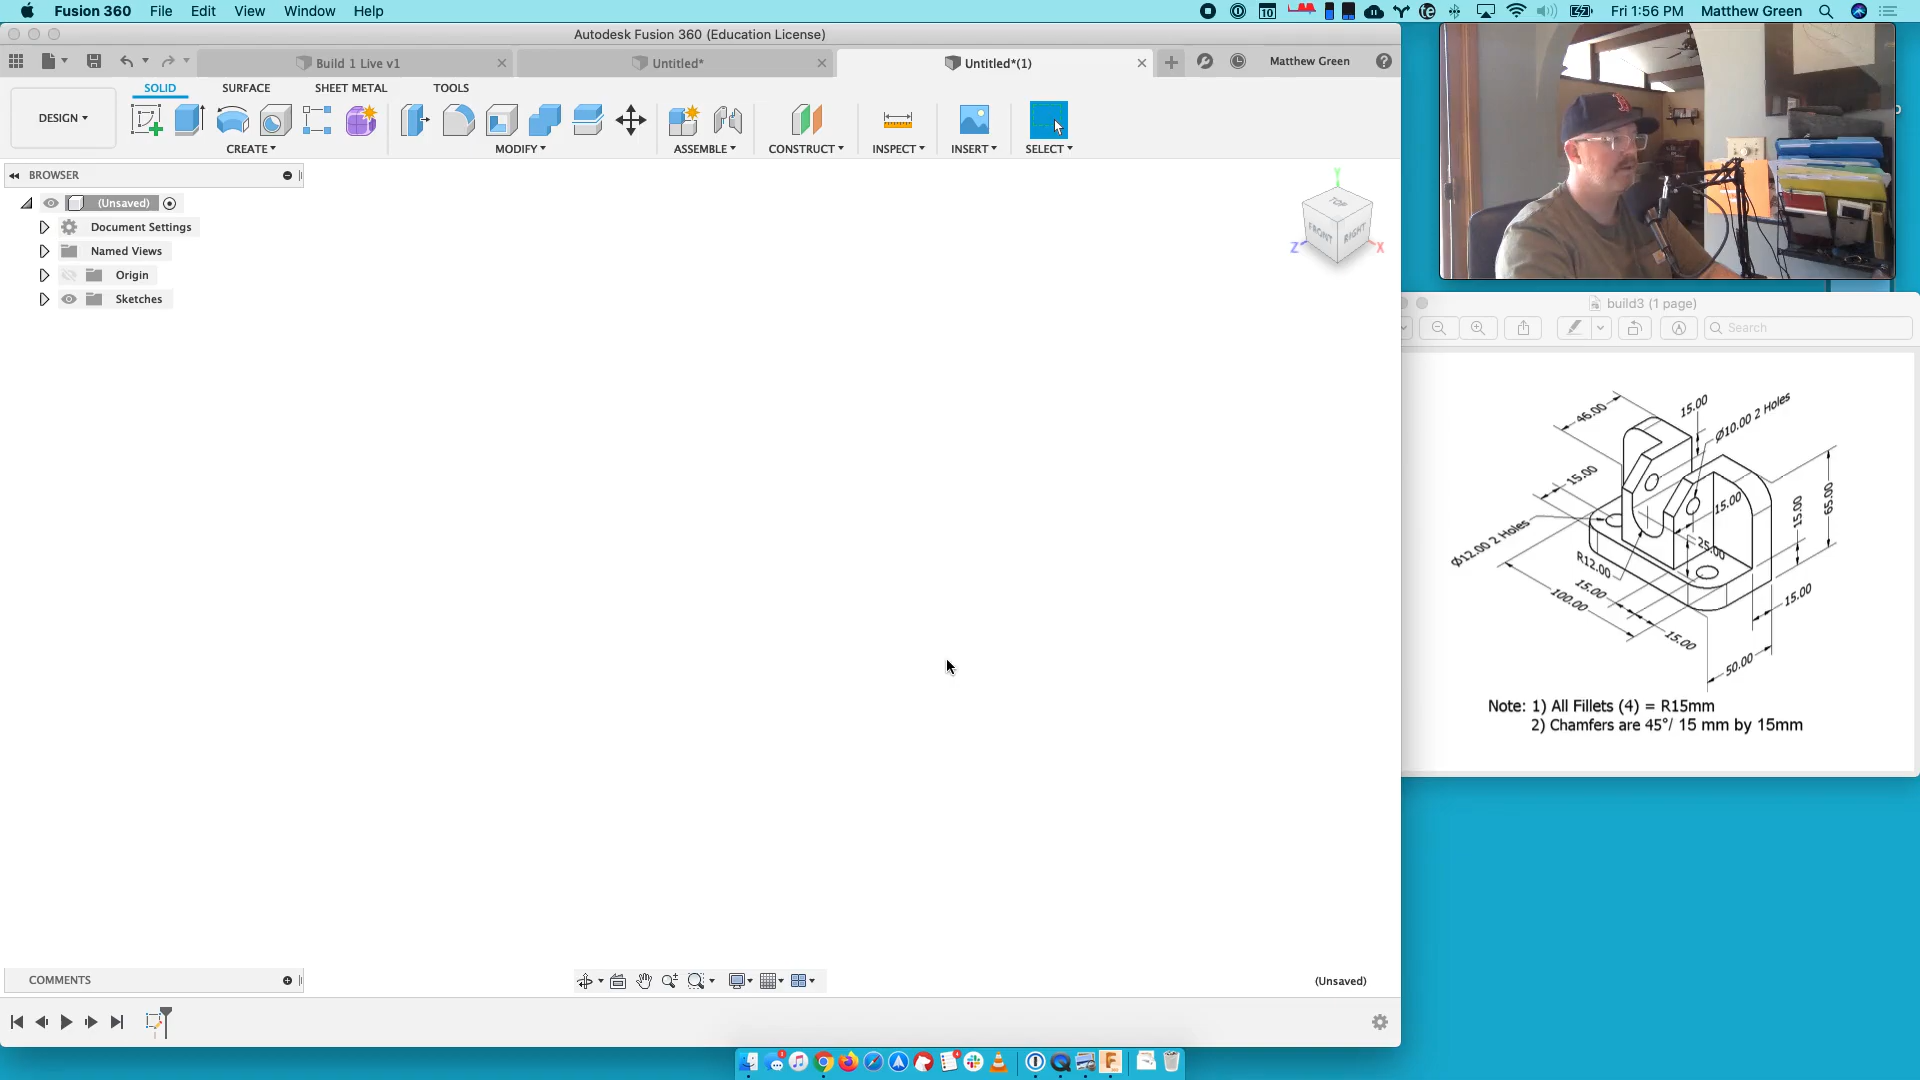 Fusion 360 File Edit View Window Help
10 te Fri 1:56 PM Matthew Green
Autodesk Fusion 360 (Education License)
Build 1 Live v1 Untitled* Untitled*(1) Matthew Green
SOLID SURFACE SHEET METAL TOOLS
DESIGN
CREATE MODIFY ASSEMBLE CONSTRUCT INSPECT INSERT SELECT
BROWSER
(Unsaved)
Document Settings
Named Views
Origin
Sketches
Y
TOP
FRONT RIGHT
Z X
build3 (1 page)
Search
46.00
15.00
Ø10.00 2 Holes
15.00
15.00
15.00
65.00
Ø12.00 2 Holes
25.00
R12.00
15.00
100.00
15.00
15.00
50.00
Note: 1) All Fillets (4) = R15mm
2) Chamfers are 45°/ 15 mm by 15mm
COMMENTS
(Unsaved)